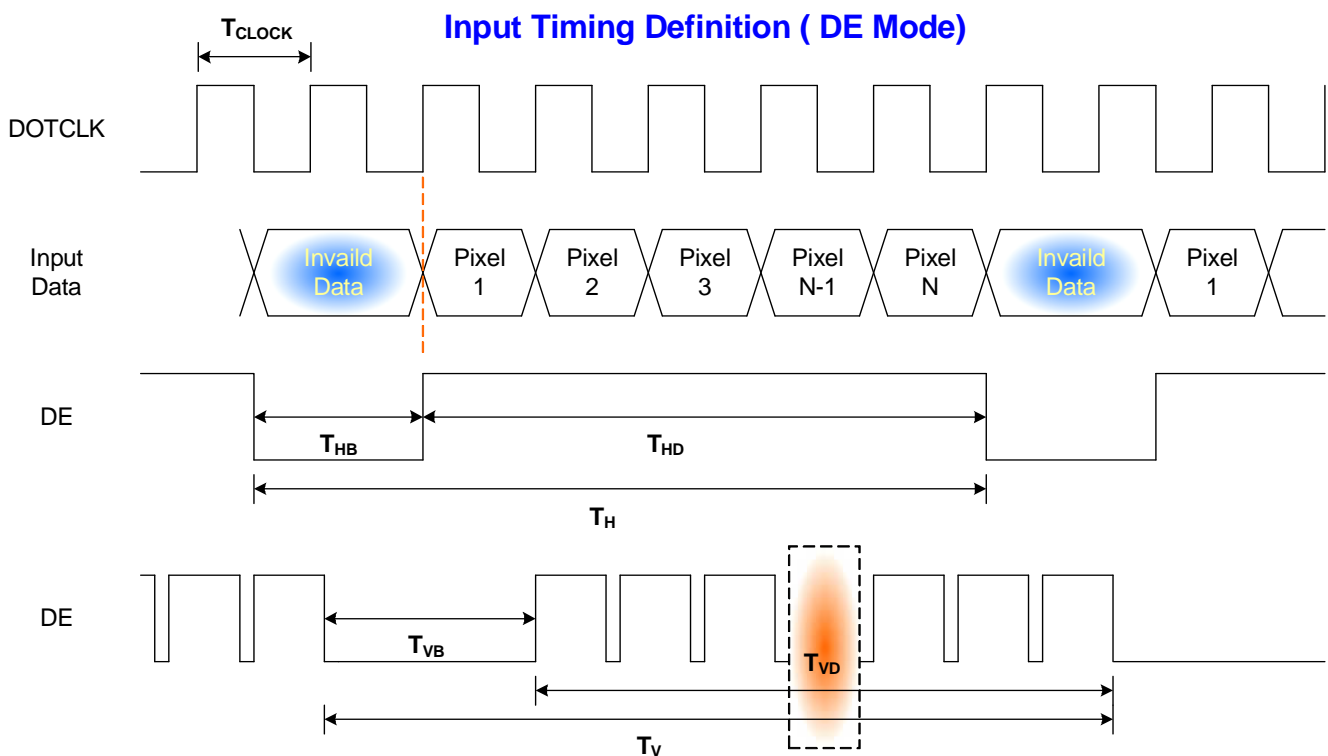 Input Timing Definition ( DE Mode)
TCLOCK
DOTCLK
Input
Data
Invaild
Data
Pixel
1
Pixel
2
Pixel
3
Pixel
N-1
Pixel
N
Invaild
Data
Pixel
1
DE
THB
THD
TH
DE
TVB
TVD
TV